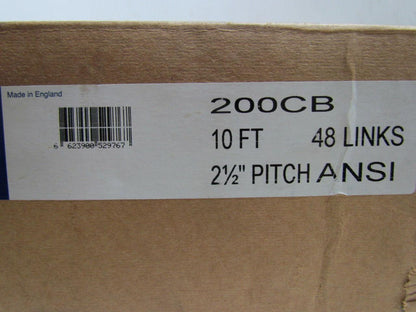 Made in England
200CB
10 FT 48 LINKS
2½" PITCH ANSI
6 623900 529767